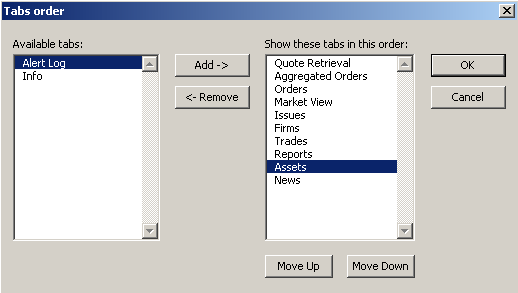 Tabs order
Available tabs:
Alert Log
Info
Add ->
<- Remove
Show these tabs in this order:
Quote Retrieval
Aggregated Orders
Orders
Market View
Issues
Firms
Trades
Reports
Assets
News
Move Up
Move Down
OK
Cancel